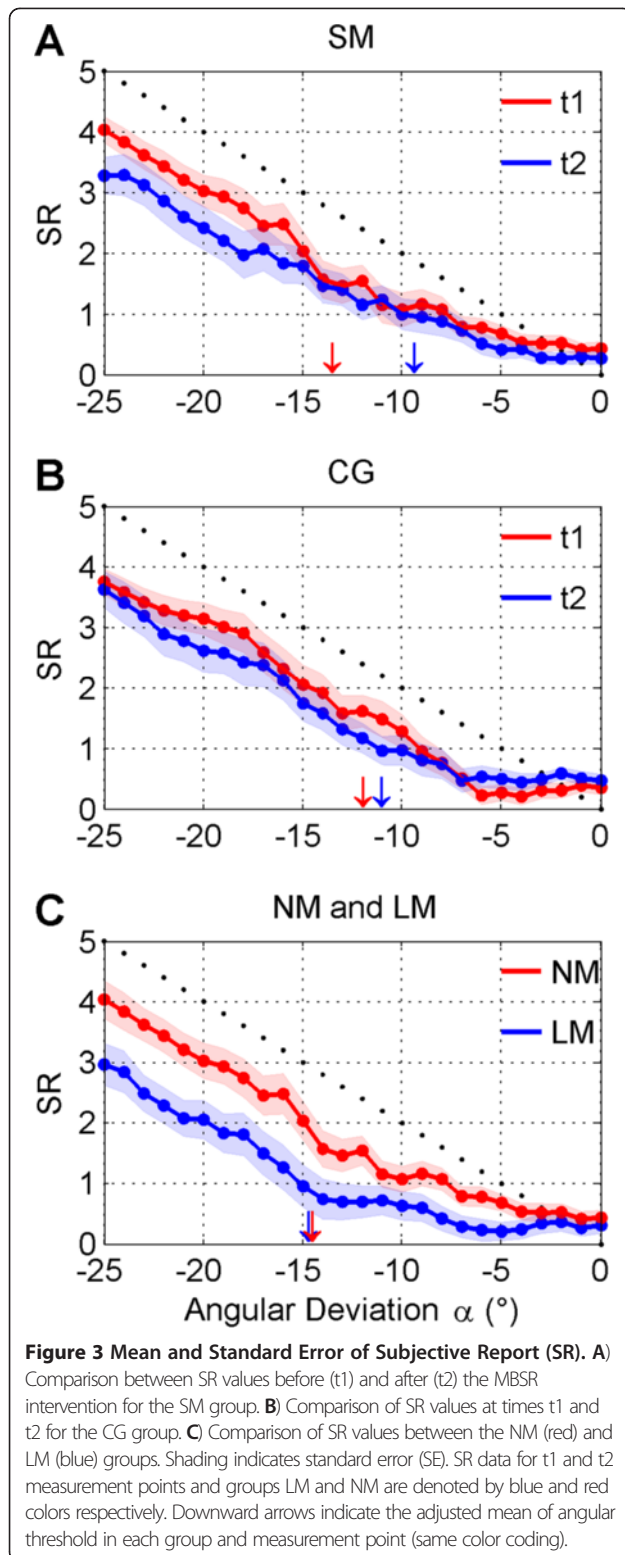 A
SM
5
4
3
2
1
0
SR
t1
t2
-25
-20
-15
-10
-5
0
B
CG
5
4
3
2
1
0
SR
t1
t2
-25
-20
-15
-10
-5
0
C
NM and LM
5
4
3
2
1
0
SR
NM
LM
-25
-20
-15
-10
-5
0
Angular Deviation α (°)
Figure 3 Mean and Standard Error of Subjective Report (SR). A)
Comparison between SR values before (t1) and after (t2) the MBSR
intervention for the SM group. B) Comparison of SR values at times t1 and
t2 for the CG group. C) Comparison of SR values between the NM (red) and
LM (blue) groups. Shading indicates standard error (SE). SR data for t1 and t2
measurement points and groups LM and NM are denoted by blue and red
colors respectively. Downward arrows indicate the adjusted mean of angular
threshold in each group and measurement point (same color coding).